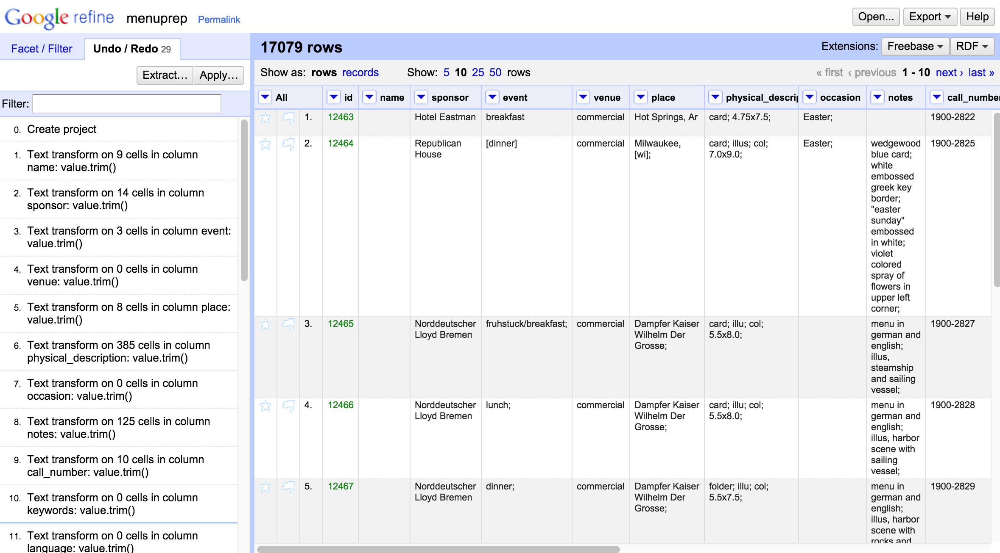 Google refine menuprep Permalink Open... Export Help
Facet / Filter Undo / Redo 29
Extract... Apply...
Filter:
0. Create project
1. Text transform on 9 cells in column
name: value.trim()
2. Text transform on 14 cells in column
sponsor: value.trim()
3. Text transform on 3 cells in column event:
value.trim()
4. Text transform on 0 cells in column
venue: value.trim()
5. Text transform on 8 cells in column place:
value.trim()
6. Text transform on 385 cells in column
physical_description: value.trim()
7. Text transform on 0 cells in column
occasion: value.trim()
8. Text transform on 125 cells in column
notes: value.trim()
9. Text transform on 10 cells in column
call_number: value.trim()
10. Text transform on 0 cells in column
keywords: value.trim()
11. Text transform on 0 cells in column
language: value.trim()
17079 rows Extensions: Freebase RDF
Show as: rows records Show: 5 10 25 50 rows « first ‹ previous 1 - 10 next › last »
All id name sponsor event venue place physical_descrip occasion notes call_number
1. 12463 Hotel Eastman breakfast commercial Hot Springs, Ar card; 4.75x7.5; Easter; 1900-2822
2. 12464 Republican [dinner] commercial Milwaukee, card; illus; col; Easter; wedgewood 1900-2825
House [wi]; 7.0x9.0; blue card;
white
embossed
greek key
border;
"easter
sunday"
embossed
in white;
violet
colored
spray of
flowers in
upper left
corner;
3. 12465 Norddeutscher fruhstuck/breakfast; commercial Dampfer Kaiser card; illu; col; menu in 1900-2827
Lloyd Bremen Wilhelm Der 5.5x8.0; german and
Grosse; english;
illus,
steamship
and sailing
vessel;
4. 12466 Norddeutscher lunch; commercial Dampfer Kaiser card; illu; col; menu in 1900-2828
Lloyd Bremen Wilhelm Der 5.5x8.0; german and
Grosse; english;
illus, harbor
scene with
sailing
vessel;
5. 12467 Norddeutscher dinner; commercial Dampfer Kaiser folder; illu; col; menu in 1900-2829
Lloyd Bremen Wilhelm Der 5.5x7.5; german and
Grosse; english;
illus, harbor
scene with
rocks and